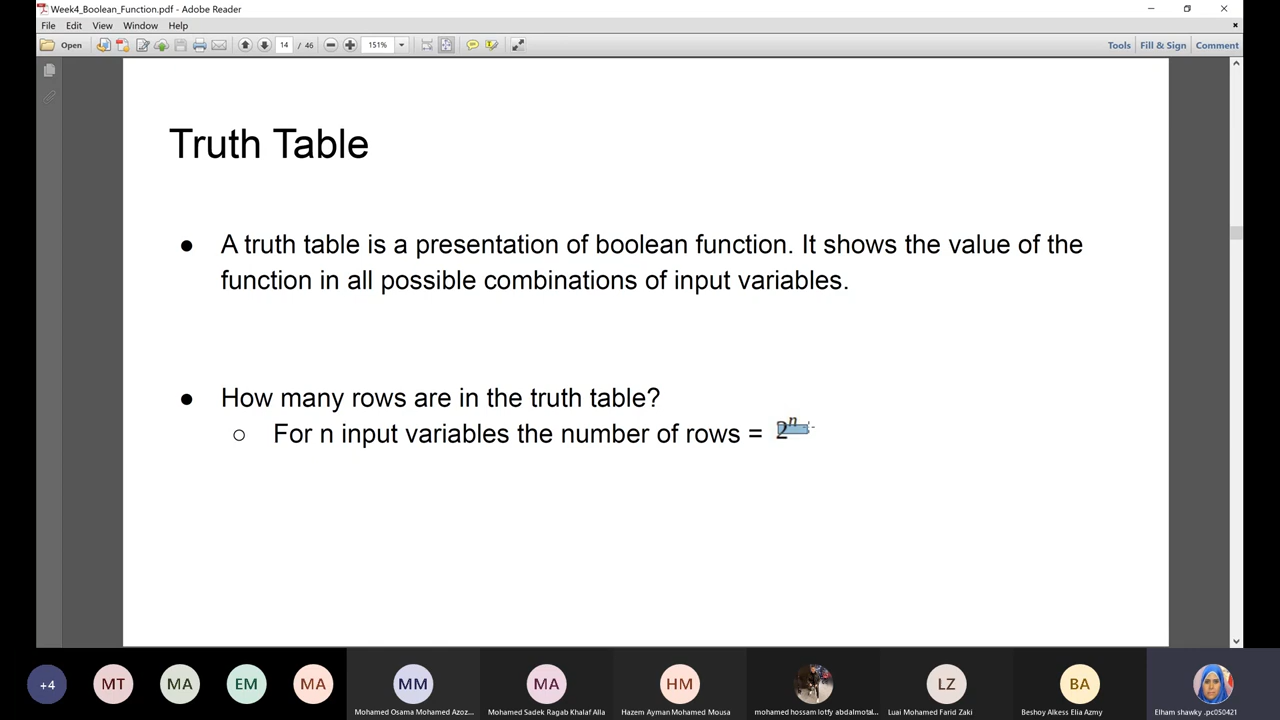 Week4_Boolean_Function.pdf - Adobe Reader
File Edit View Window Help
Open 14 / 46 151% Tools Fill & Sign Comment
Truth Table
● A truth table is a presentation of boolean function. It shows the value of the
function in all possible combinations of input variables.
● How many rows are in the truth table?
○ For n input variables the number of rows = 2ⁿ
+4 MT MA EM MA MM MA HM LZ BA
Mohamed Osama Mohamed Azoz... Mohamed Sadek Ragab Khalaf Alla Hazem Ayman Mohamed Mousa mohamed hossam lotfy abdalmotal... Luai Mohamed Farid Zaki Beshoy Alkess Elia Azmy Elham shawky .pc050421